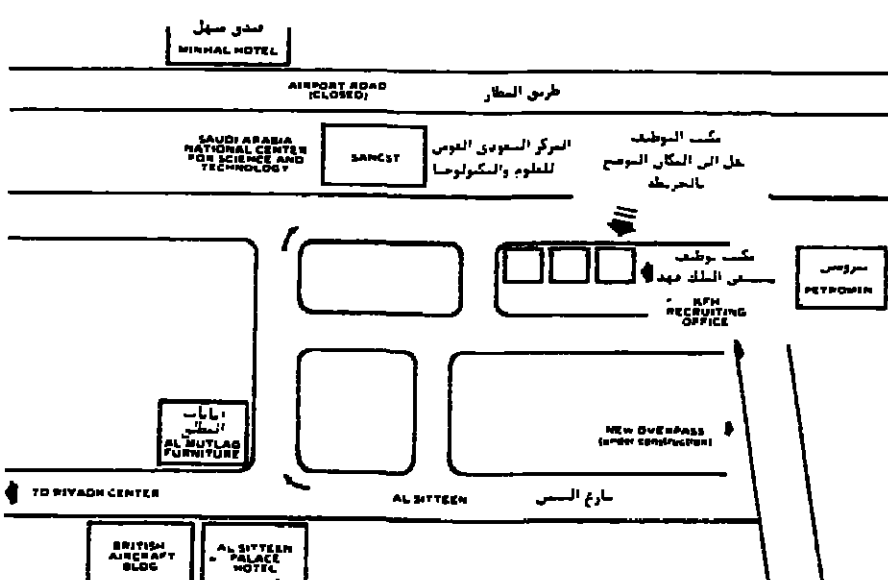 فندق منهل
MINHAL HOTEL
AIRPORT ROAD
(CLOSED)
طريق المطار
SAUDI ARABIA
NATIONAL CENTER
FOR SCIENCE AND
TECHNOLOGY
SANCST
المركز السعودي القومي
للعلوم والتكنولوجيا
مكتب التوظيف
نقل الى المكان الموضح
بالخريطة
مكتب توظيف
الملك فهد
KFH
RECRUITING
OFFICE
بترومين
PETROMIN
المطلق
AL MUTLAQ
FURNITURE
NEW OVERPASS
(under construction)
TO RIYADH CENTER
AL SITTEEN
شارع الستين
BRITISH
AIRCRAFT
BLDG
AL SITTEEN
PALACE
HOTEL